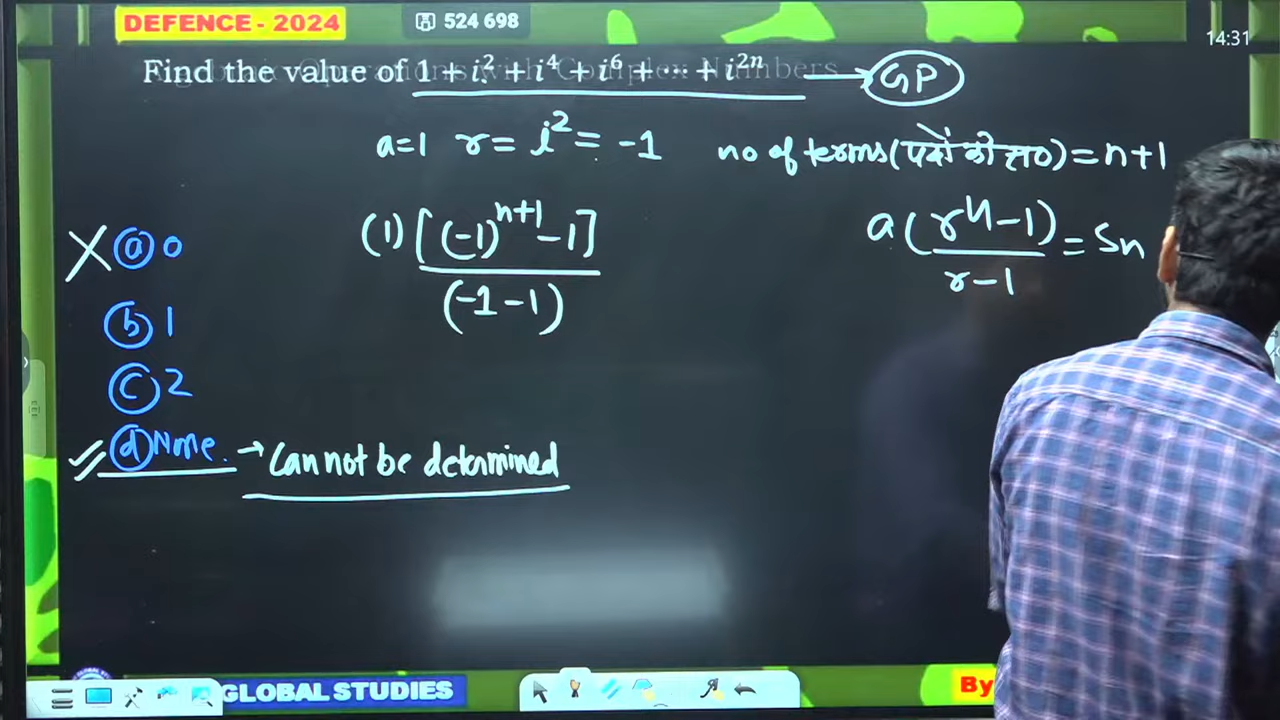 DEFENCE - 2024
524 698
14:31
Find the value of 1 + i² + i⁴ + i⁶ + ⋯ + i²ⁿ → GP
a=1 r = i² = -1 no of terms (पदों की सं०) = n+1
(1) [(-1)ⁿ⁺¹ -1] / (-1 -1)
a (rⁿ -1) / r-1 = Sn
X (a) 0
(b) 1
(c) 2
(d) None. → Cannot be determined
GLOBAL STUDIES
By